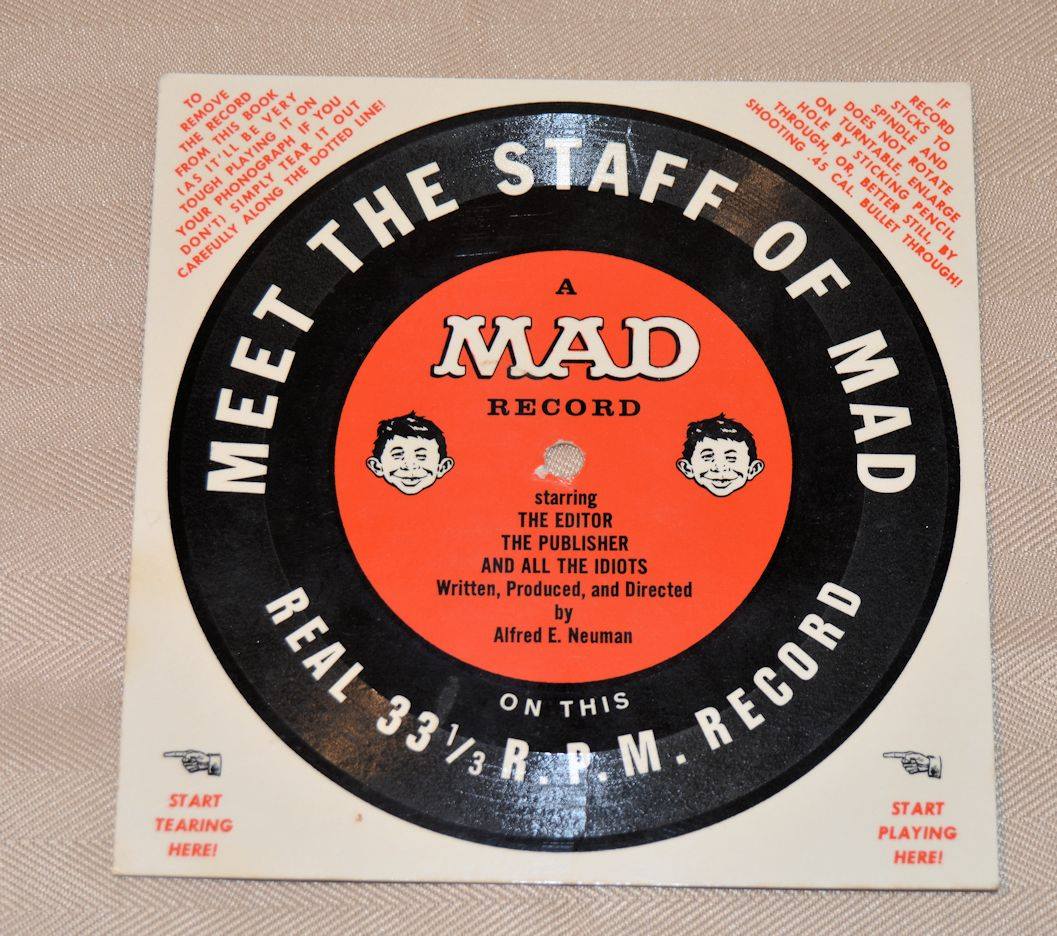 TO
REMOVE
THE RECORD
FROM THIS BOOK
(AS IT'LL BE VERY
TOUGH PLAYING IT ON
YOUR PHONOGRAPH IF YOU
DON'T) SIMPLY TEAR IT OUT
CAREFULLY ALONG THE DOTTED LINE!
IF
RECORD
STICKS TO
SPINDLE AND
DOES NOT ROTATE
ON TURNTABLE, ENLARGE
HOLE BY STICKING PENCIL
THROUGH, OR, BETTER STILL, BY
SHOOTING .45 CAL. BULLET THROUGH!
MEET THE STAFF OF MAD
A
MAD
RECORD
starring
THE EDITOR
THE PUBLISHER
AND ALL THE IDIOTS
Written, Produced, and Directed
by
Alfred E. Neuman
ON THIS
REAL 33 1/3 R.P.M. RECORD
START
TEARING
HERE!
START
PLAYING
HERE!